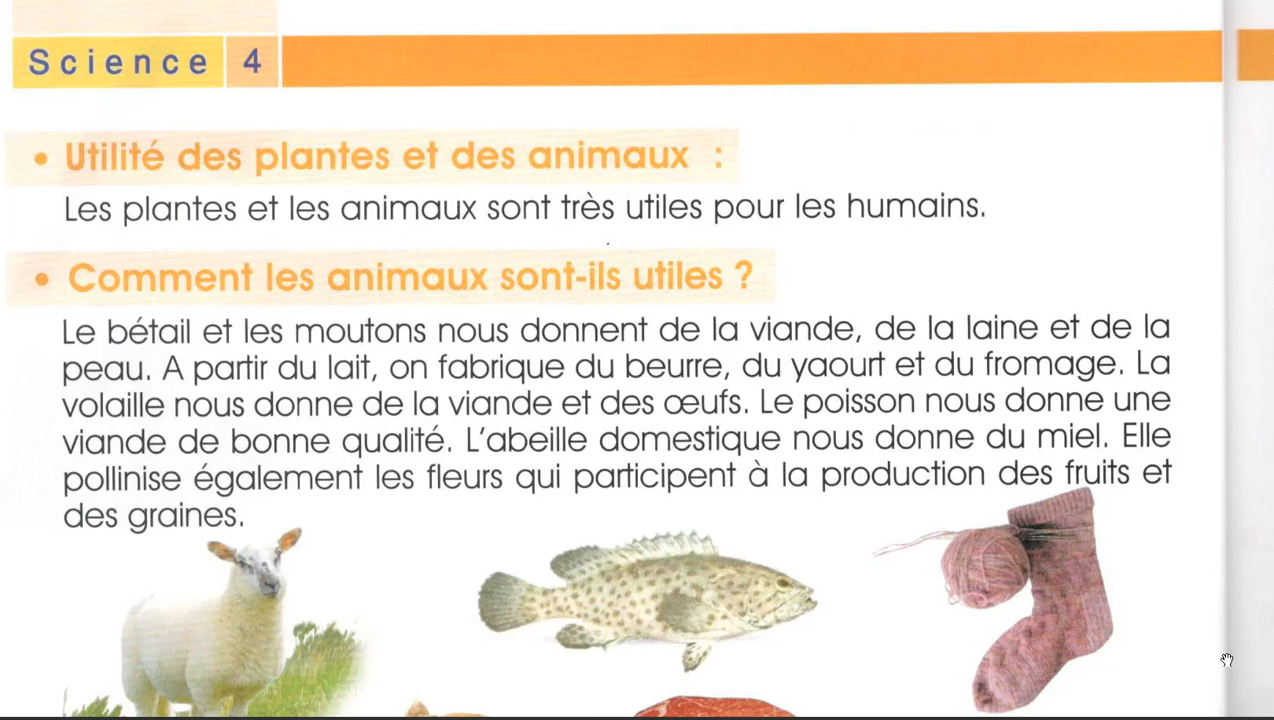 Science 4
• Utilité des plantes et des animaux :
Les plantes et les animaux sont très utiles pour les humains.
• Comment les animaux sont-ils utiles ?
Le bétail et les moutons nous donnent de la viande, de la laine et de la
peau. A partir du lait, on fabrique du beurre, du yaourt et du fromage. La
volaille nous donne de la viande et des œufs. Le poisson nous donne une
viande de bonne qualité. L'abeille domestique nous donne du miel. Elle
pollinise également les fleurs qui participent à la production des fruits et
des graines.